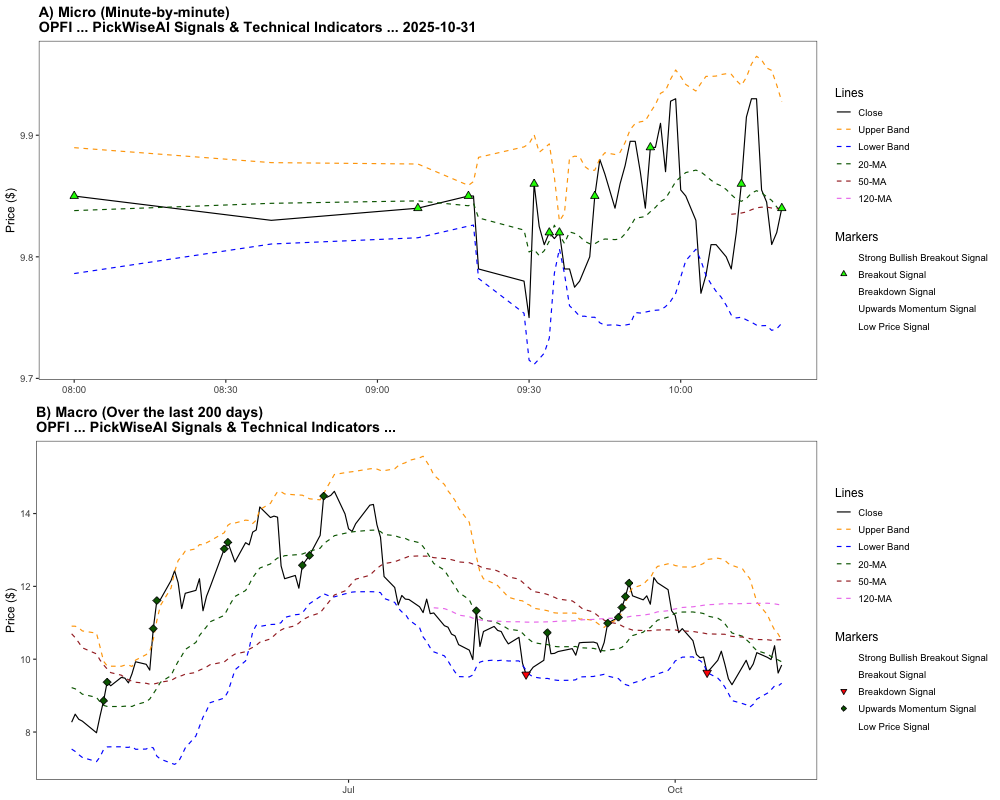 A) Micro (Minute-by-minute)
OPFI ... PickWiseAI Signals & Technical Indicators ... 2025-10-31
Price ($)
9.9
9.8
9.7
08:00
08:30
09:00
09:30
10:00
Lines
Close
Upper Band
Lower Band
20-MA
50-MA
120-MA
Markers
Strong Bullish Breakout Signal
Breakout Signal
Breakdown Signal
Upwards Momentum Signal
Low Price Signal
B) Macro (Over the last 200 days)
OPFI ... PickWiseAI Signals & Technical Indicators ...
Price ($)
14
12
10
8
Jul
Oct
Lines
Close
Upper Band
Lower Band
20-MA
50-MA
120-MA
Markers
Strong Bullish Breakout Signal
Breakout Signal
Breakdown Signal
Upwards Momentum Signal
Low Price Signal